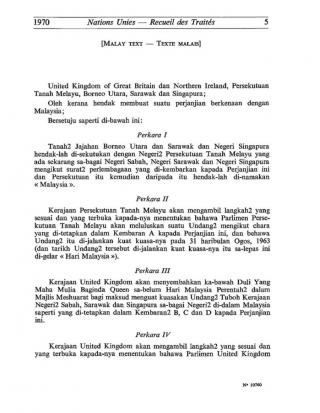 1970 Nations Unies — Recueil des Traités 5
[MALAY TEXT — TEXTE MALAIS]
United Kingdom of Great Britain dan Northern Ireland, Persekutuan
Tanah Melayu, Borneo Utara, Sarawak dan Singapura;
Oleh kerana hendak membuat suatu perjanjian berkenaan dengan
Malaysia;
Bersetuju saperti di-bawah ini:
Perkara I
Tanah2 Jajahan Borneo Utara dan Sarawak dan Negeri Singapura
hendak-lah di-sekutukan dengan Negeri2 Persekutuan Tanah Melayu yang
ada sekarang sa-bagai Negeri Sabah, Negeri Sarawak dan Negeri Singapura
mengikut surat2 perlembagaan yang di-kembarkan kapada Perjanjian ini
dan Persekutuan itu kemudian daripada itu hendak-lah di-namakan
« Malaysia ».
Perkara II
Kerajaan Persekutuan Tanah Melayu akan mengambil langkah2 yang
sesuai dan yang terbuka kapada-nya menentukan bahawa Parlimen Perse-
kutuan Tanah Melayu akan meluluskan suatu Undang2 mengikut chara
yang di-tetapkan dalam Kembaran A kapada Perjanjian ini, dan bahawa
Undang2 itu di-jalankan kuat kuasa-nya pada 31 haribulan Ogos, 1963
(dan tarikh Undang2 tersebut di-jalankan kuat kuasa-nya itu sa-lepas ini
di-gelar « Hari Malaysia »).
Perkara III
Kerajaan United Kingdom akan menyembahkan ka-bawah Duli Yang
Maha Mulia Baginda Queen sa-belum Hari Malaysia Perentah2 dalam
Majlis Meshuarat bagi maksud menguat kuasakan Undang2 Tuboh Kerajaan
Negeri2 Sabah, Sarawak dan Singapura sa-bagai Negeri2 di-dalam Malaysia
saperti yang di-tetapkan dalam Kembaran2 B, C dan D kapada Perjanjian
ini.
Perkara IV
Kerajaan United Kingdom akan mengambil langkah2 yang sesuai dan
yang terbuka kapada-nya menentukan bahawa Parlimen United Kingdom
Nº 10760